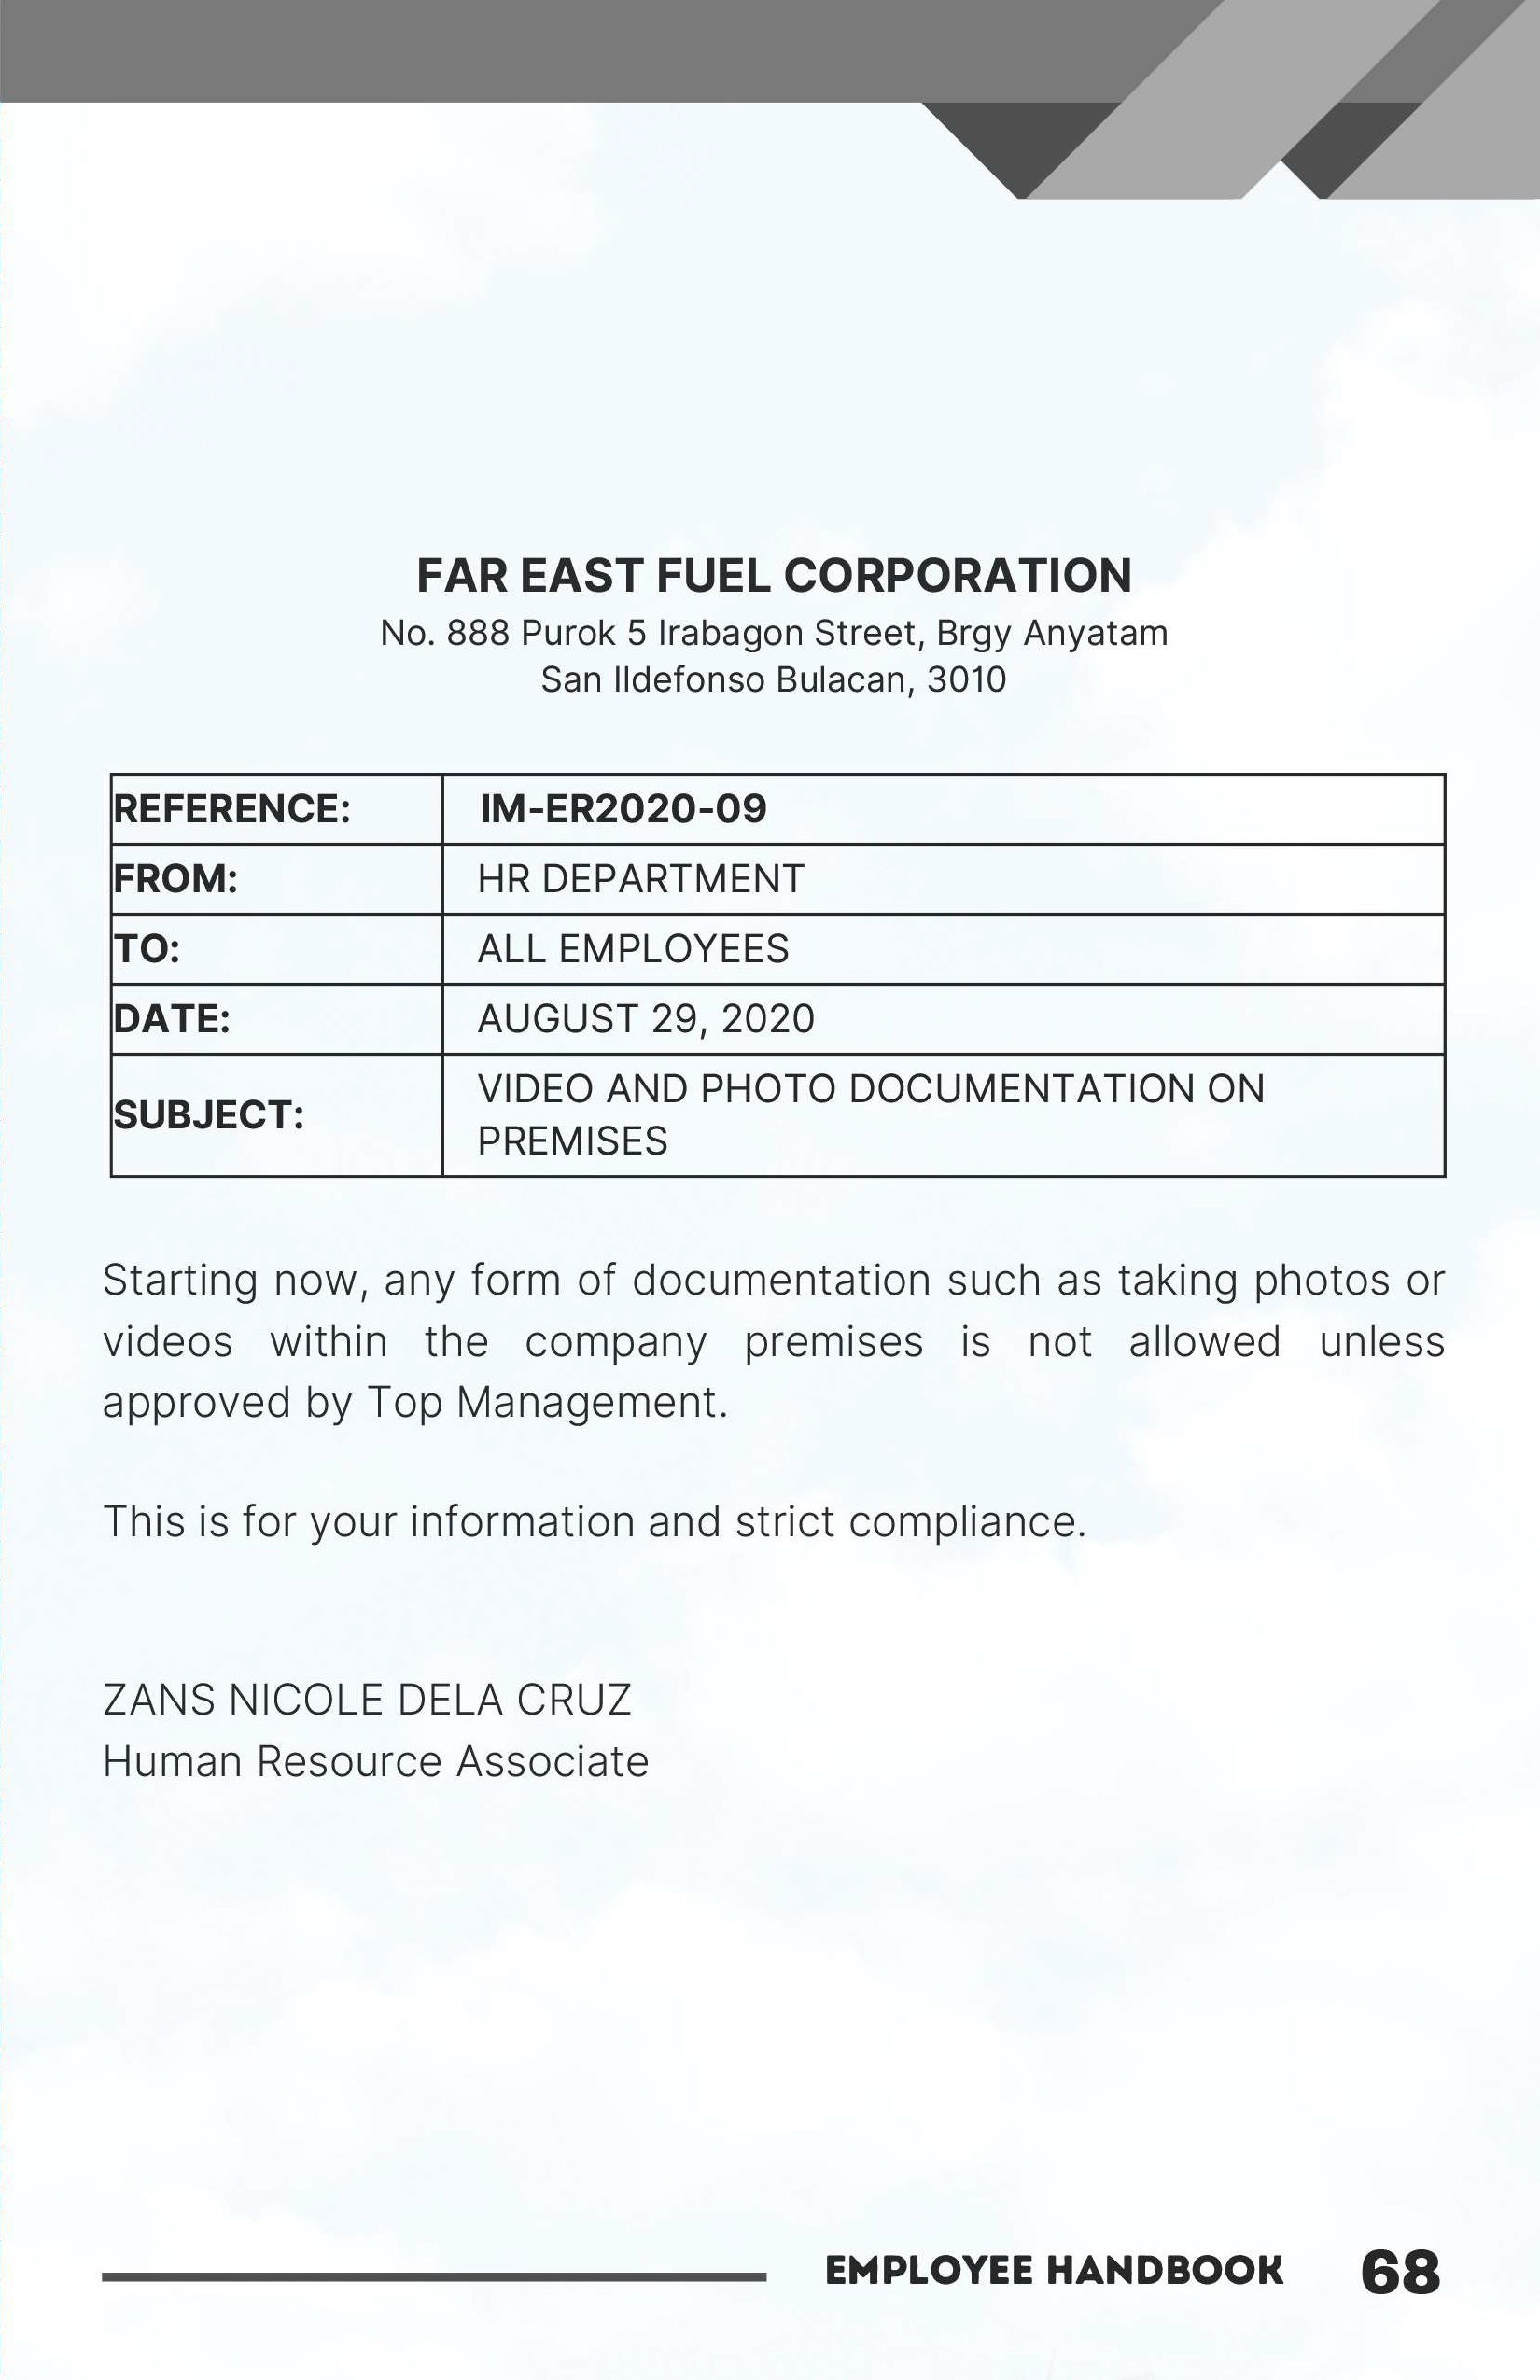 FAR EAST FUEL CORPORATION
No. 888 Purok 5 Irabagon Street, Brgy Anyatam
San Ildefonso Bulacan, 3010
REFERENCE: IM-ER2020-09
FROM: HR DEPARTMENT
TO: ALL EMPLOYEES
DATE: AUGUST 29, 2020
SUBJECT: VIDEO AND PHOTO DOCUMENTATION ON
PREMISES
Starting now, any form of documentation such as taking photos or
videos within the company premises is not allowed unless
approved by Top Management.
This is for your information and strict compliance.
ZANS NICOLE DELA CRUZ
Human Resource Associate
EMPLOYEE HANDBOOK 68